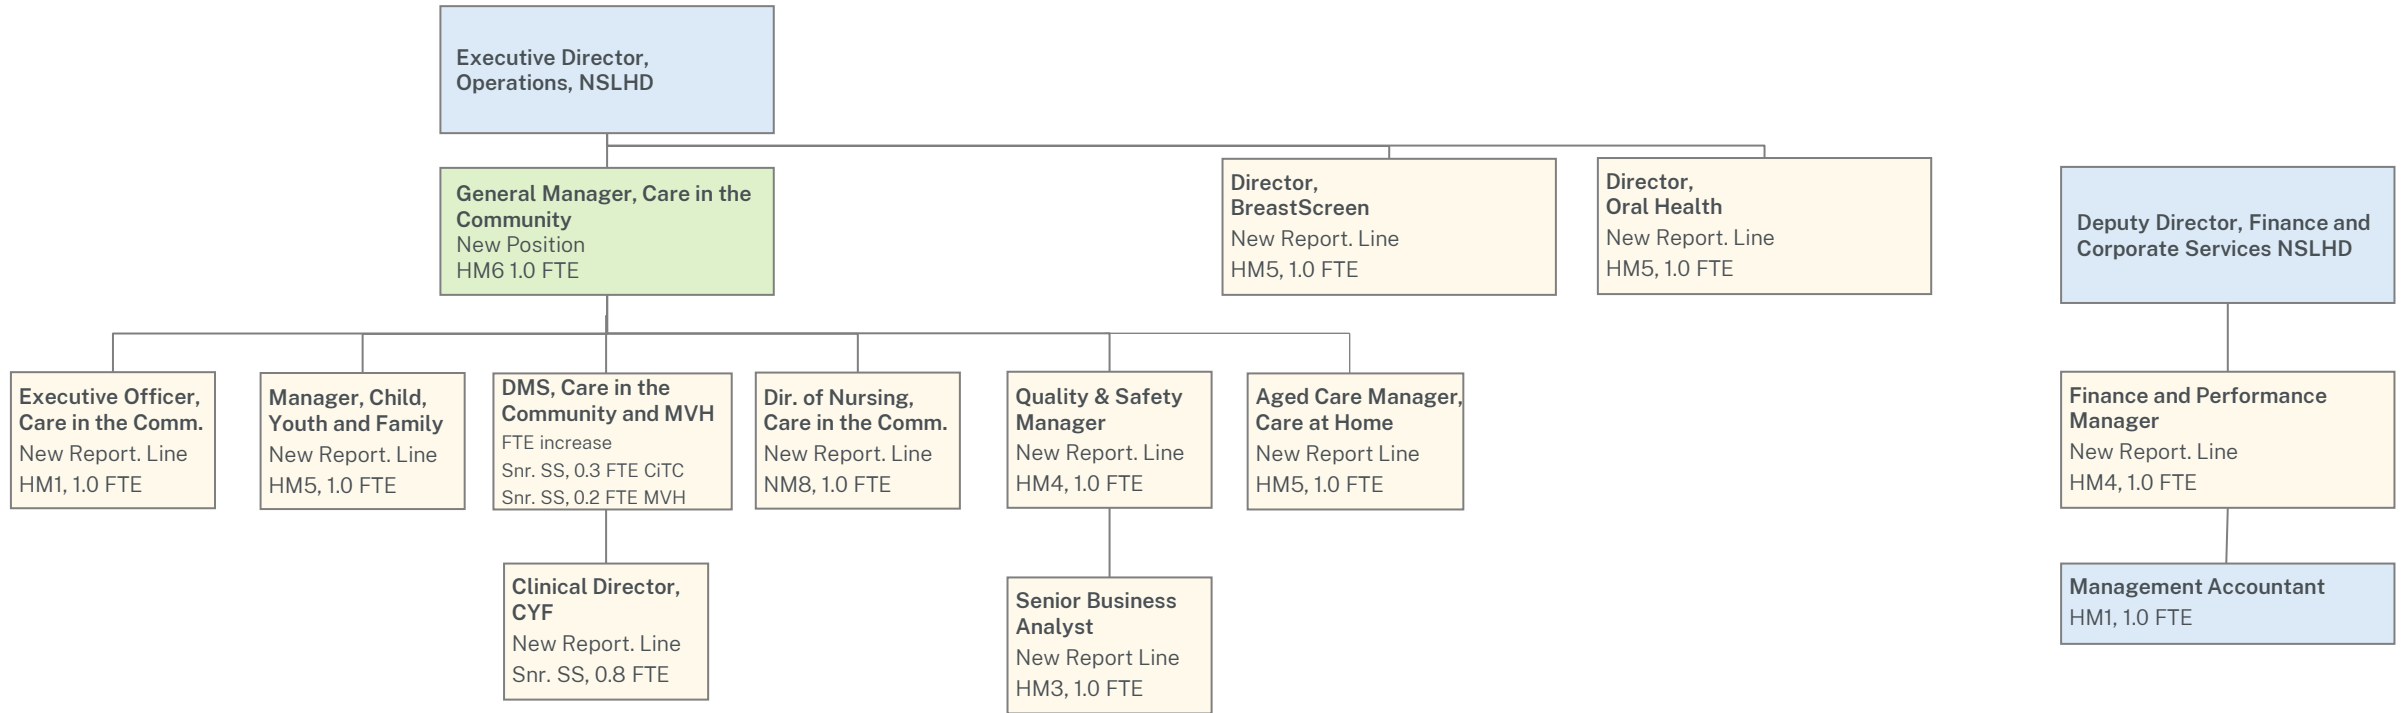 Executive Director,
Operations, NSLHD
General Manager, Care in the
Community
New Position
HM6 1.0 FTE
Director,
BreastScreen
New Report. Line
HM5, 1.0 FTE
Director,
Oral Health
New Report. Line
HM5, 1.0 FTE
Deputy Director, Finance and
Corporate Services NSLHD
Executive Officer,
Care in the Comm.
New Report. Line
HM1, 1.0 FTE
Manager, Child,
Youth and Family
New Report. Line
HM5, 1.0 FTE
DMS, Care in the
Community and MVH
FTE increase
Snr. SS, 0.3 FTE CiTC
Snr. SS, 0.2 FTE MVH
Dir. of Nursing,
Care in the Comm.
New Report. Line
NM8, 1.0 FTE
Quality & Safety
Manager
New Report. Line
HM4, 1.0 FTE
Aged Care Manager,
Care at Home
New Report Line
HM5, 1.0 FTE
Finance and Performance
Manager
New Report. Line
HM4, 1.0 FTE
Clinical Director,
CYF
New Report. Line
Snr. SS, 0.8 FTE
Senior Business
Analyst
New Report Line
HM3, 1.0 FTE
Management Accountant
HM1, 1.0 FTE